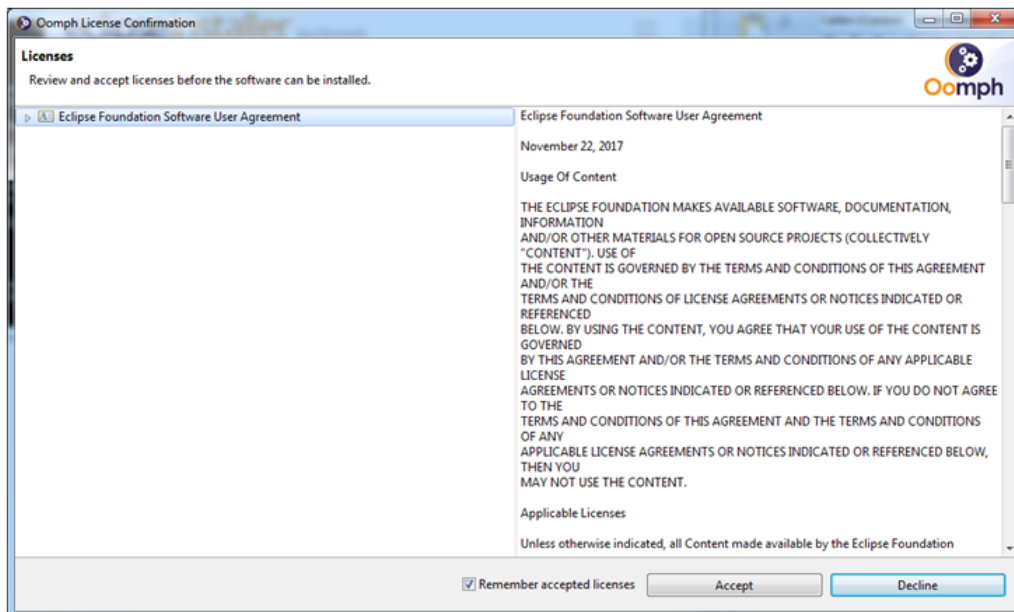 Oomph License Confirmation
Licenses
Review and accept licenses before the software can be installed.
Oomph
Eclipse Foundation Software User Agreement
Eclipse Foundation Software User Agreement
November 22, 2017
Usage Of Content
THE ECLIPSE FOUNDATION MAKES AVAILABLE SOFTWARE, DOCUMENTATION,
INFORMATION
AND/OR OTHER MATERIALS FOR OPEN SOURCE PROJECTS (COLLECTIVELY
"CONTENT"). USE OF
THE CONTENT IS GOVERNED BY THE TERMS AND CONDITIONS OF THIS AGREEMENT
AND/OR THE
TERMS AND CONDITIONS OF LICENSE AGREEMENTS OR NOTICES INDICATED OR
REFERENCED
BELOW. BY USING THE CONTENT, YOU AGREE THAT YOUR USE OF THE CONTENT IS
GOVERNED
BY THIS AGREEMENT AND/OR THE TERMS AND CONDITIONS OF ANY APPLICABLE
LICENSE
AGREEMENTS OR NOTICES INDICATED OR REFERENCED BELOW. IF YOU DO NOT AGREE
TO THE
TERMS AND CONDITIONS OF THIS AGREEMENT AND THE TERMS AND CONDITIONS
OF ANY
APPLICABLE LICENSE AGREEMENTS OR NOTICES INDICATED OR REFERENCED BELOW,
THEN YOU
MAY NOT USE THE CONTENT.
Applicable Licenses
Unless otherwise indicated, all Content made available by the Eclipse Foundation
Remember accepted licenses
Accept
Decline